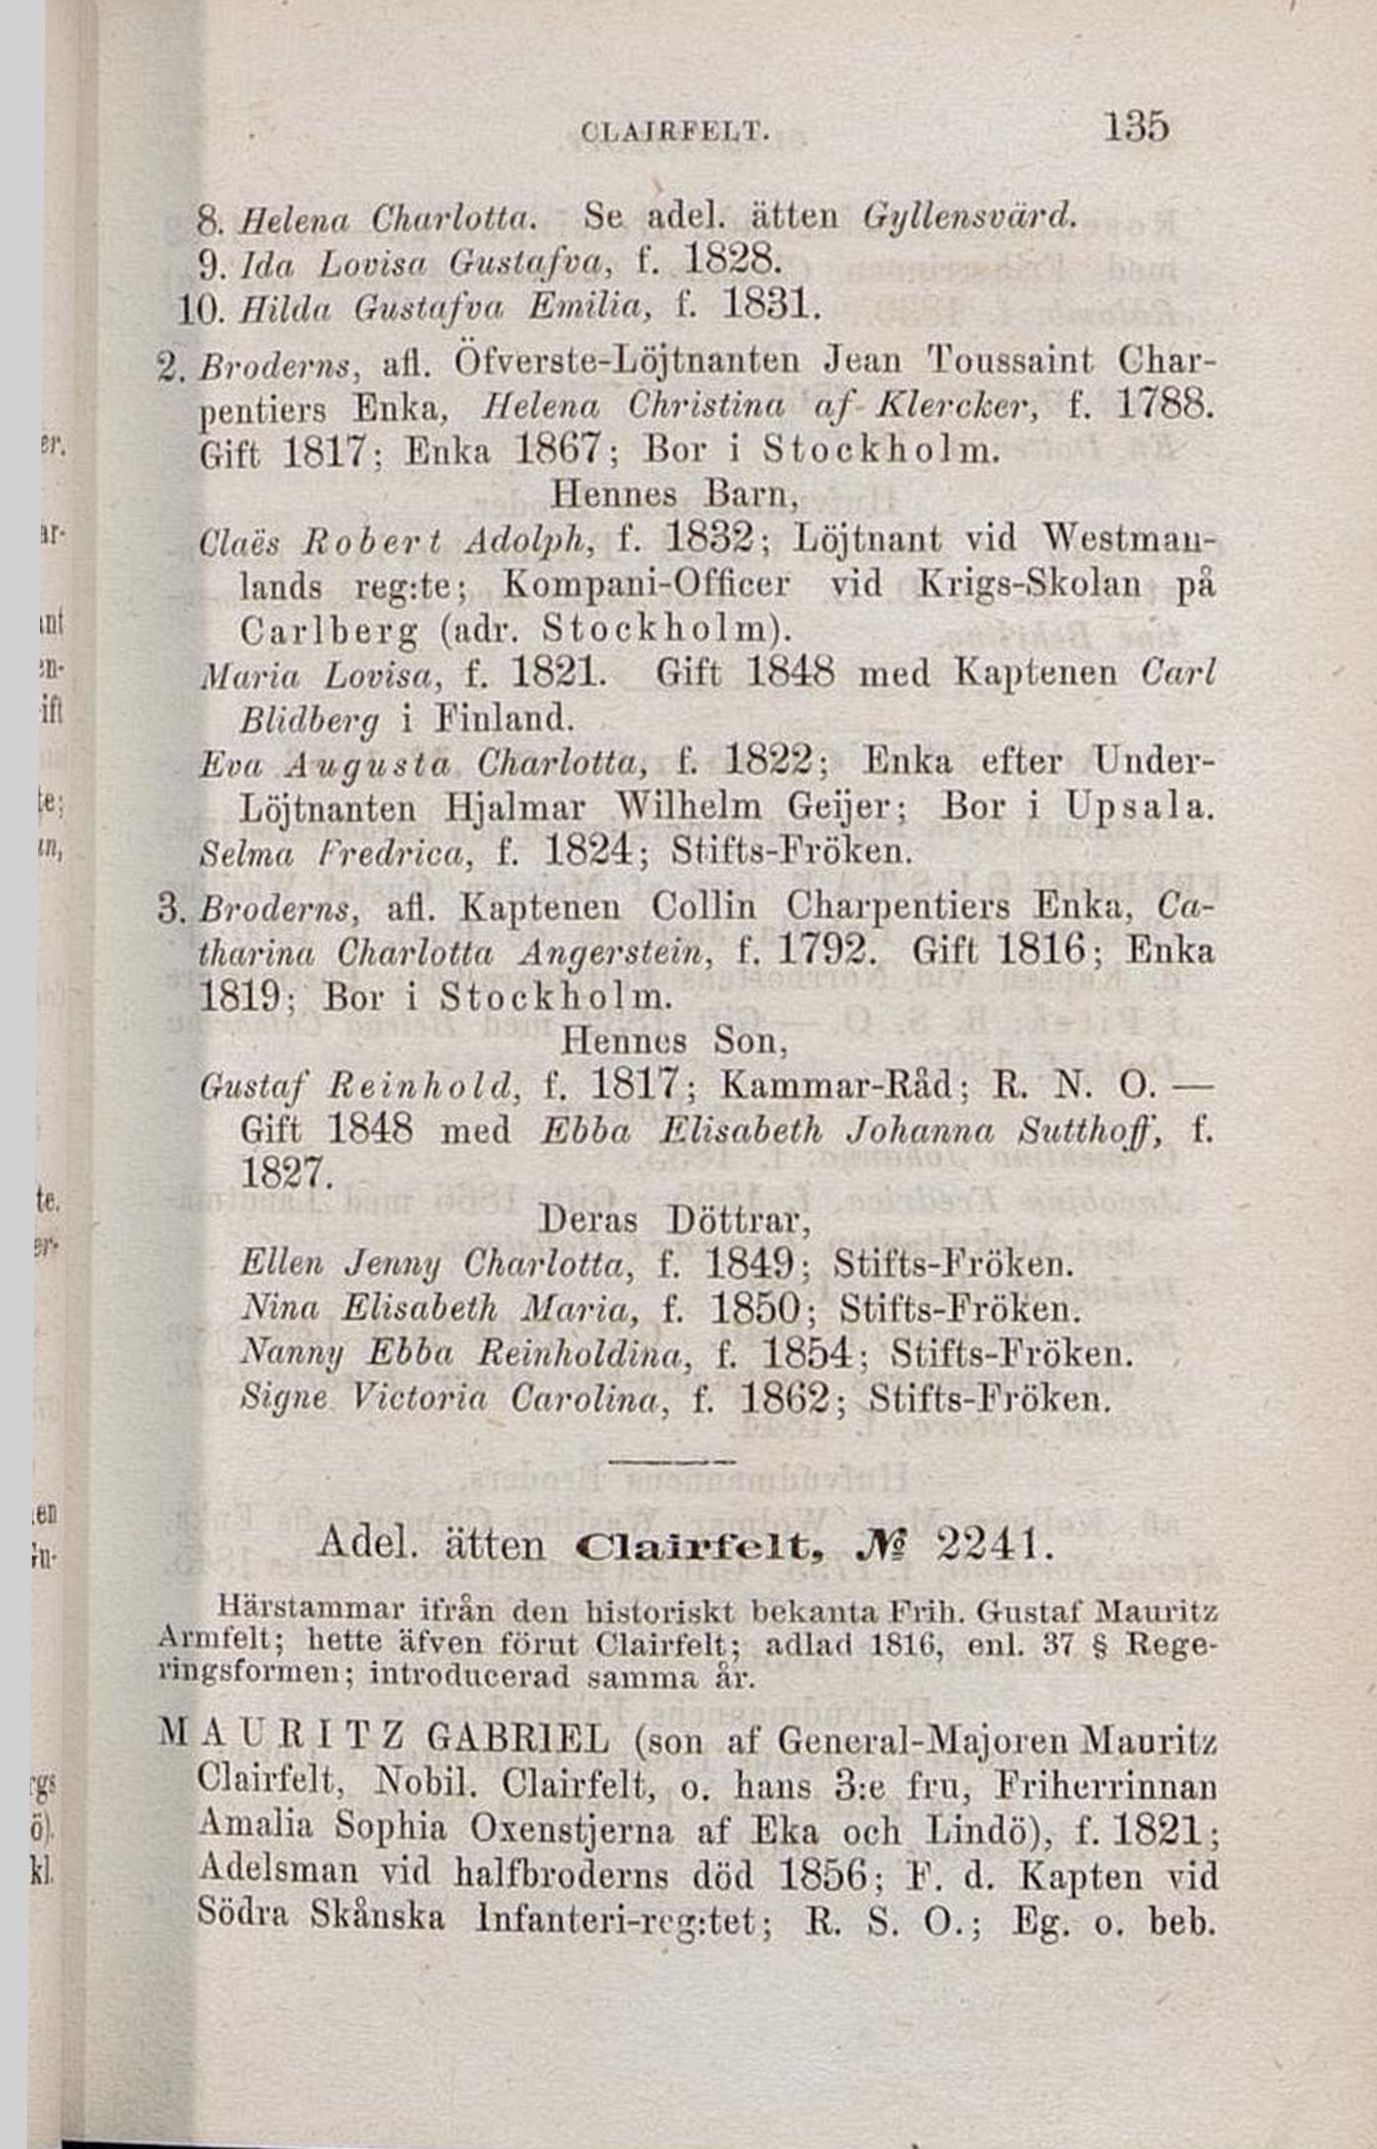 CLAIRFELT. 135
8. Helena Charlotta. Se adel. ätten Gyllensvärd.
9. Ida Lovisa Gustafva, f. 1828.
10. Hilda Gustafva Emilia, f. 1831.
2. Broderns, afl. Öfverste-Löjtnanten Jean Toussaint Char-
pentiers Enka, Helena Christina af Klercker, f. 1788.
Gift 1817; Enka 1867; Bor i Stockholm.
Hennes Barn,
Claës Robert Adolph, f. 1832; Löjtnant vid Westman-
lands reg:te; Kompani-Officer vid Krigs-Skolan på
Carlberg (adr. Stockholm).
Maria Lovisa, f. 1821. Gift 1848 med Kaptenen Carl
Blidberg i Finland.
Eva Augusta Charlotta, f. 1822; Enka efter Under-
Löjtnanten Hjalmar Wilhelm Geijer; Bor i Upsala.
Selma Fredrica, f. 1824; Stifts-Fröken.
3. Broderns, afl. Kaptenen Collin Charpentiers Enka, Ca-
tharina Charlotta Angerstein, f. 1792. Gift 1816; Enka
1819; Bor i Stockholm.
Hennes Son,
Gustaf Reinhold, f. 1817; Kammar-Råd; R. N. O. —
Gift 1848 med Ebba Elisabeth Johanna Sutthoff, f.
1827.
Deras Döttrar,
Ellen Jenny Charlotta, f. 1849; Stifts-Fröken.
Nina Elisabeth Maria, f. 1850; Stifts-Fröken.
Nanny Ebba Reinholdina, f. 1854; Stifts-Fröken.
Signe Victoria Carolina, f. 1862; Stifts-Fröken.
Adel. ätten Clairfelt, № 2241.
Härstammar ifrån den historiskt bekanta Frih. Gustaf Mauritz
Armfelt; hette äfven förut Clairfelt; adlad 1816, enl. 37 § Rege-
ringsformen; introducerad samma år.
MAURITZ GABRIEL (son af General-Majoren Mauritz
Clairfelt, Nobil. Clairfelt, o. hans 3:e fru, Friherrinnan
Amalia Sophia Oxenstjerna af Eka och Lindö), f. 1821;
Adelsman vid halfbroderns död 1856; F. d. Kapten vid
Södra Skånska Infanteri-reg:tet; R. S. O.; Eg. o. beb.